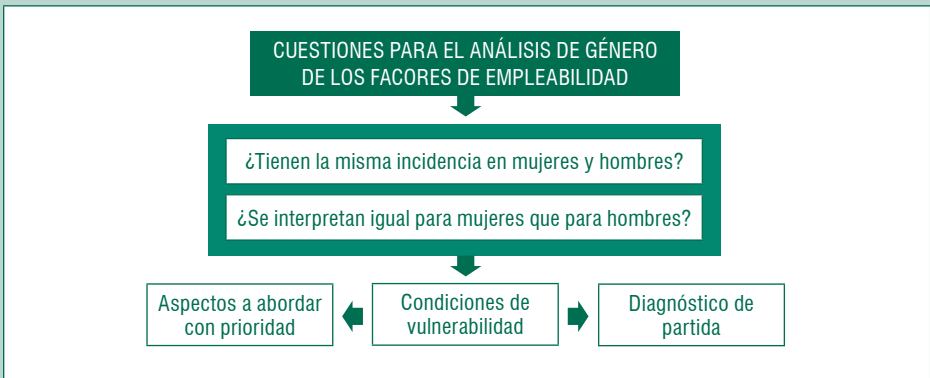 CUESTIONES PARA EL ANÁLISIS DE GÉNERO
DE LOS FACORES DE EMPLEABILIDAD
¿Tienen la misma incidencia en mujeres y hombres?
¿Se interpretan igual para mujeres que para hombres?
Aspectos a abordar
con prioridad
Condiciones de
vulnerabilidad
Diagnóstico de
partida